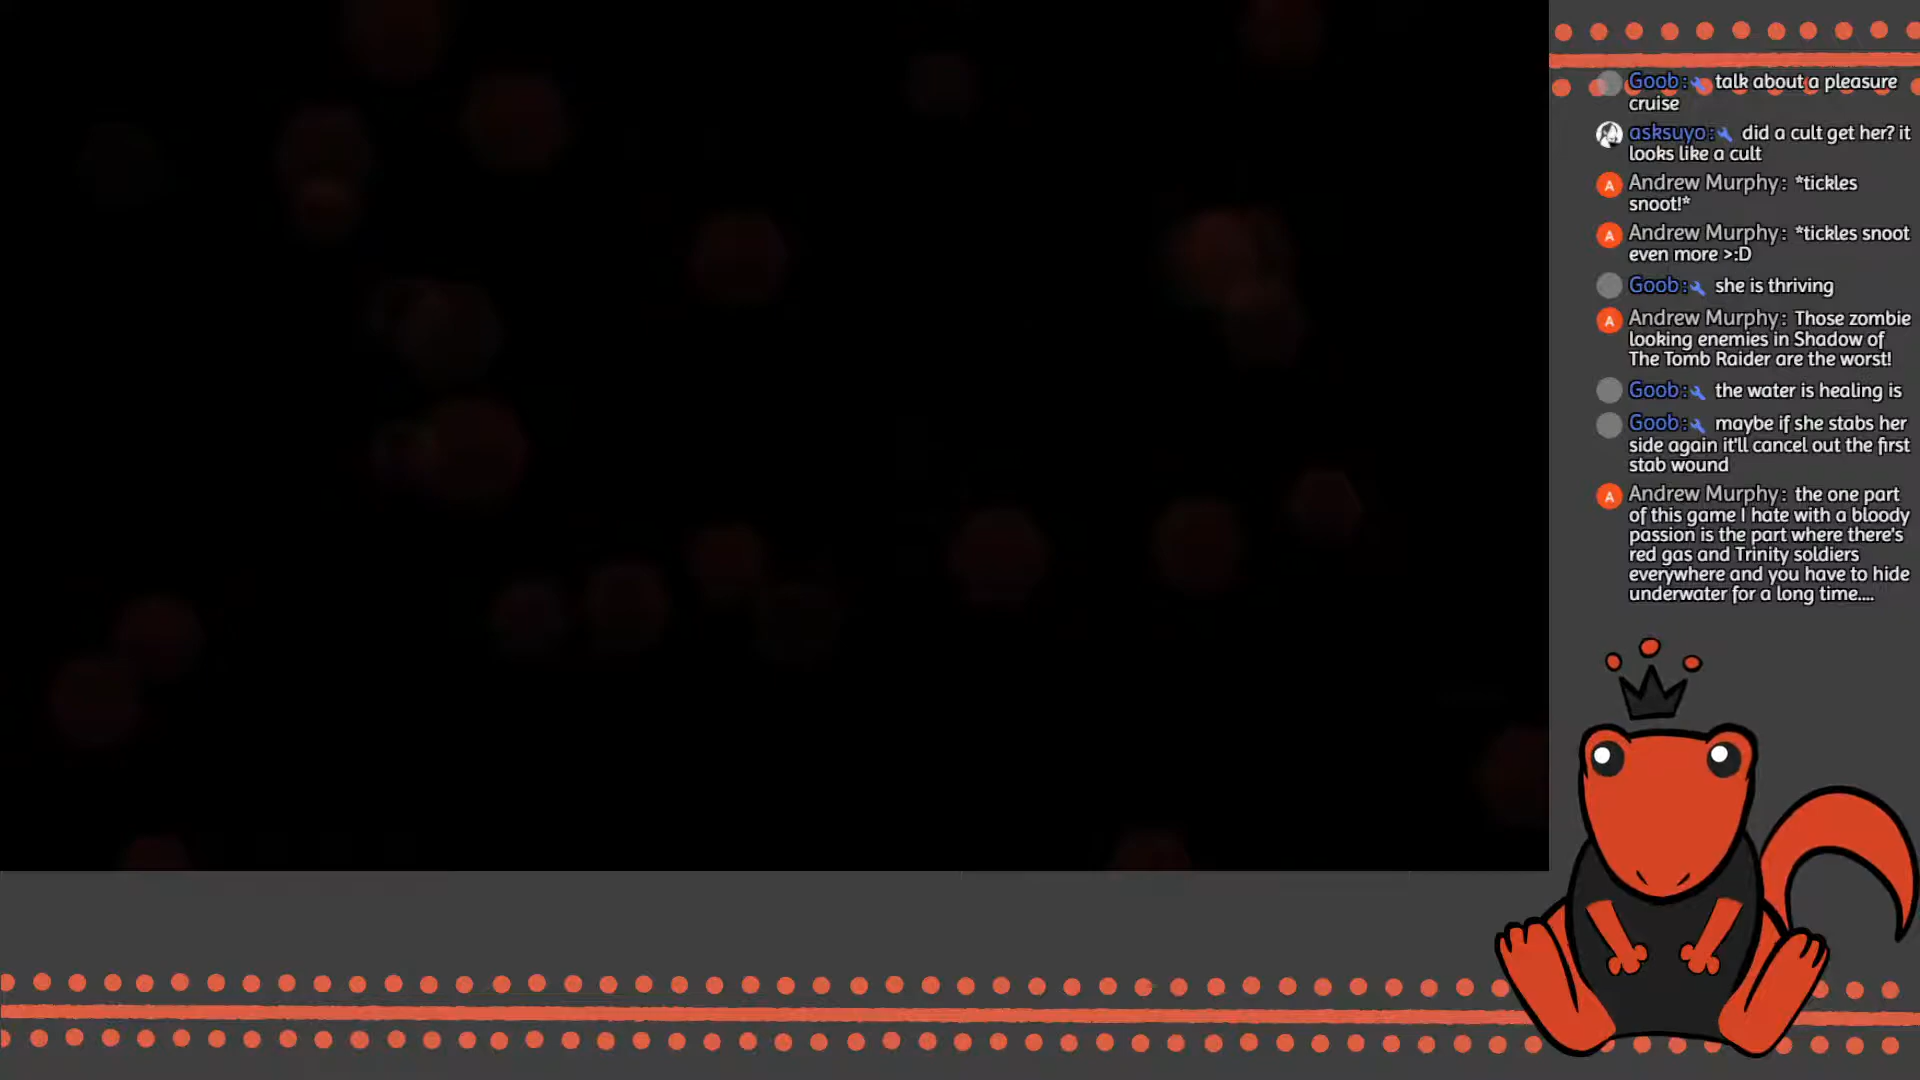 Goob: talk about a pleasure
cruise
asksuyo: did a cult get her? it
looks like a cult
A Andrew Murphy: *tickles
snoot!*
A Andrew Murphy: *tickles snoot
even more >:D
Goob: she is thriving
A Andrew Murphy: Those zombie
looking enemies in Shadow of
The Tomb Raider are the worst!
Goob: the water is healing is
Goob: maybe if she stabs her
side again it'll cancel out the first
stab wound
A Andrew Murphy: the one part
of this game I hate with a bloody
passion is the part where there's
red gas and Trinity soldiers
everywhere and you have to hide
underwater for a long time....